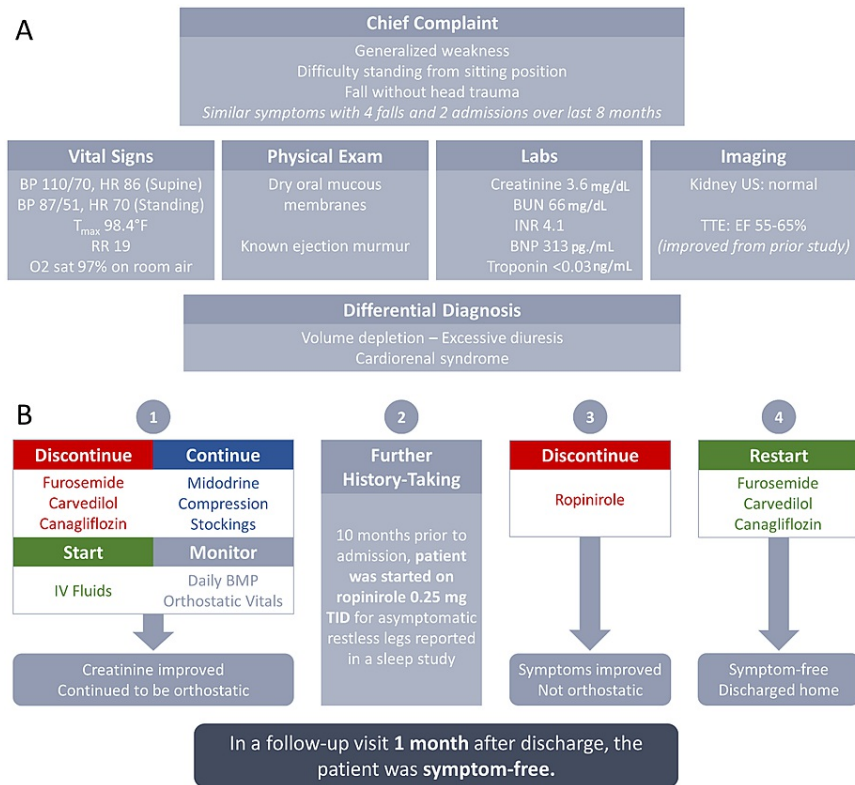 A
Chief Complaint
Generalized weakness
Difficulty standing from sitting position
Fall without head trauma
Similar symptoms with 4 falls and 2 admissions over last 8 months
Vital Signs
BP 110/70, HR 86 (Supine)
BP 87/51, HR 70 (Standing)
Tmax 98.4°F
RR 19
O2 sat 97% on room air
Physical Exam
Dry oral mucous
membranes
Known ejection murmur
Labs
Creatinine 3.6 mg/dL
BUN 66 mg/dL
INR 4.1
BNP 313 pg./mL
Troponin <0.03 ng/mL
Imaging
Kidney US: normal
TTE: EF 55-65%
(improved from prior study)
Differential Diagnosis
Volume depletion – Excessive diuresis
Cardiorenal syndrome
B
1
Discontinue
Furosemide
Carvedilol
Canagliflozin
Continue
Midodrine
Compression
Stockings
Start
IV Fluids
Monitor
Daily BMP
Orthostatic Vitals
Creatinine improved
Continued to be orthostatic
2
Further
History-Taking
10 months prior to
admission, patient
was started on
ropinirole 0.25 mg
TID for asymptomatic
restless legs reported
in a sleep study
3
Discontinue
Ropinirole
Symptoms improved
Not orthostatic
4
Restart
Furosemide
Carvedilol
Canagliflozin
Symptom-free
Discharged home
In a follow-up visit 1 month after discharge, the
patient was symptom-free.